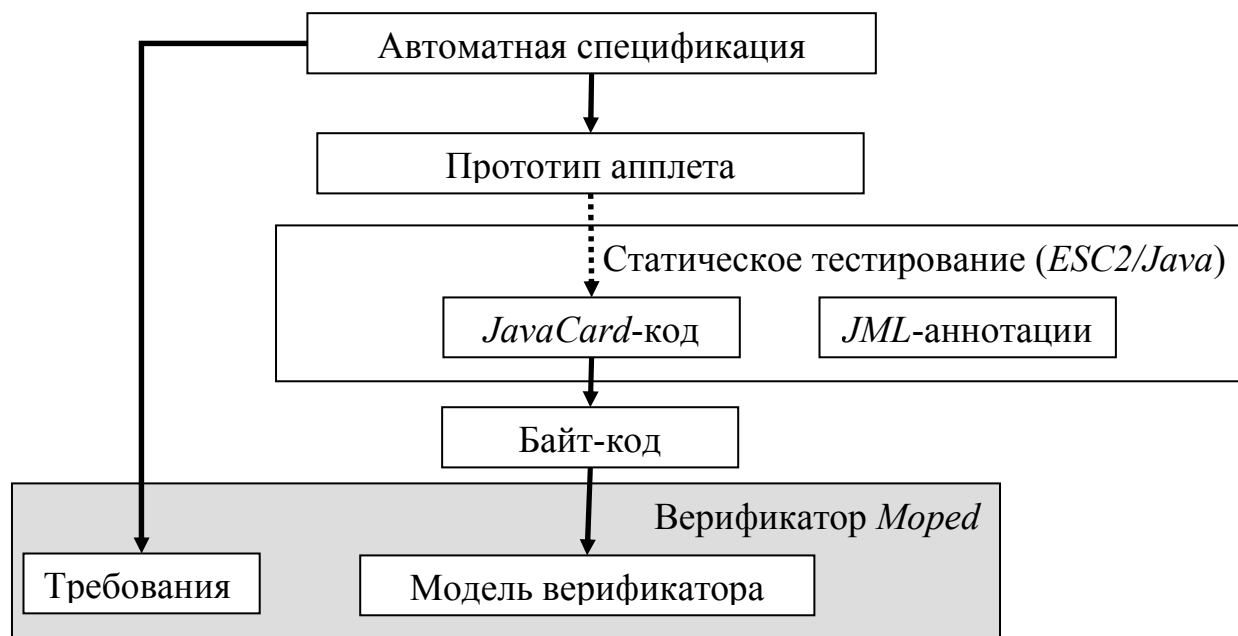 Автоматная спецификация
Прототип апплета
Статическое тестирование (ESC2/Java)
JavaCard-код
JML-аннотации
Байт-код
Верификатор Moped
Требования
Модель верификатора